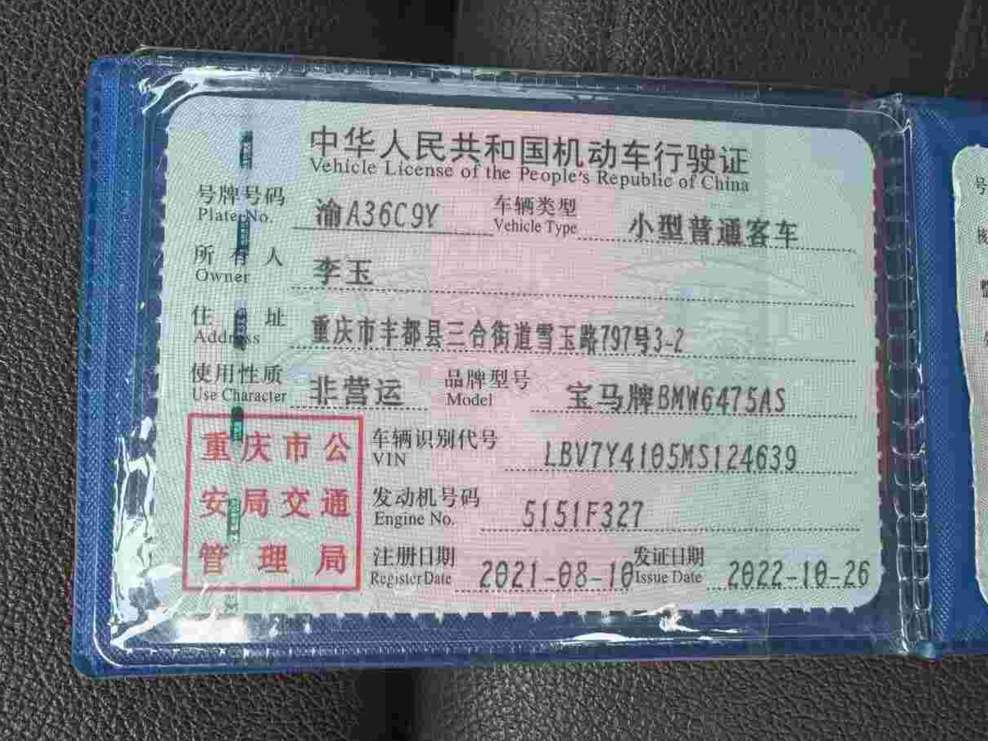 中华人民共和国机动车行驶证
Vehicle License of the People's Republic of China
号牌号码 渝A36C9Y 车辆类型 小型普通客车
Plate No. Vehicle Type
所有人 李玉
Owner
住址 重庆市丰都县三合街道雪玉路797号3-2
Address
使用性质 非营运 品牌型号 宝马牌BMW6475AS
Use Character Model
重庆市公
安局交通
管理局
车辆识别代号 LBV7Y4105MS124639
VIN
发动机号码 5151F327
Engine No.
注册日期 2021-08-10 发证日期 2022-10-26
Register Date Issue Date
号